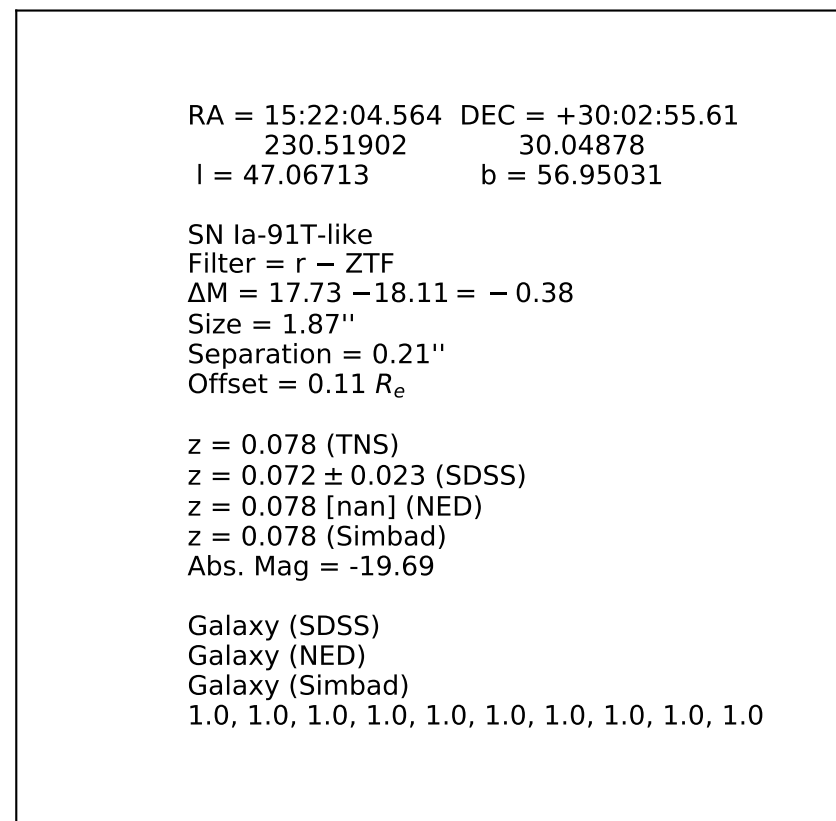 RA = 15:22:04.564  DEC = +30:02:55.61
230.51902  30.04878
l = 47.06713  b = 56.95031
SN Ia-91T-like
Filter = r − ZTF
ΔM = 17.73 −18.11 = − 0.38
Size = 1.87''
Separation = 0.21''
Offset = 0.11 Rₑ
z = 0.078 (TNS)
z = 0.072 ± 0.023 (SDSS)
z = 0.078 [nan] (NED)
z = 0.078 (Simbad)
Abs. Mag = -19.69
Galaxy (SDSS)
Galaxy (NED)
Galaxy (Simbad)
1.0, 1.0, 1.0, 1.0, 1.0, 1.0, 1.0, 1.0, 1.0, 1.0